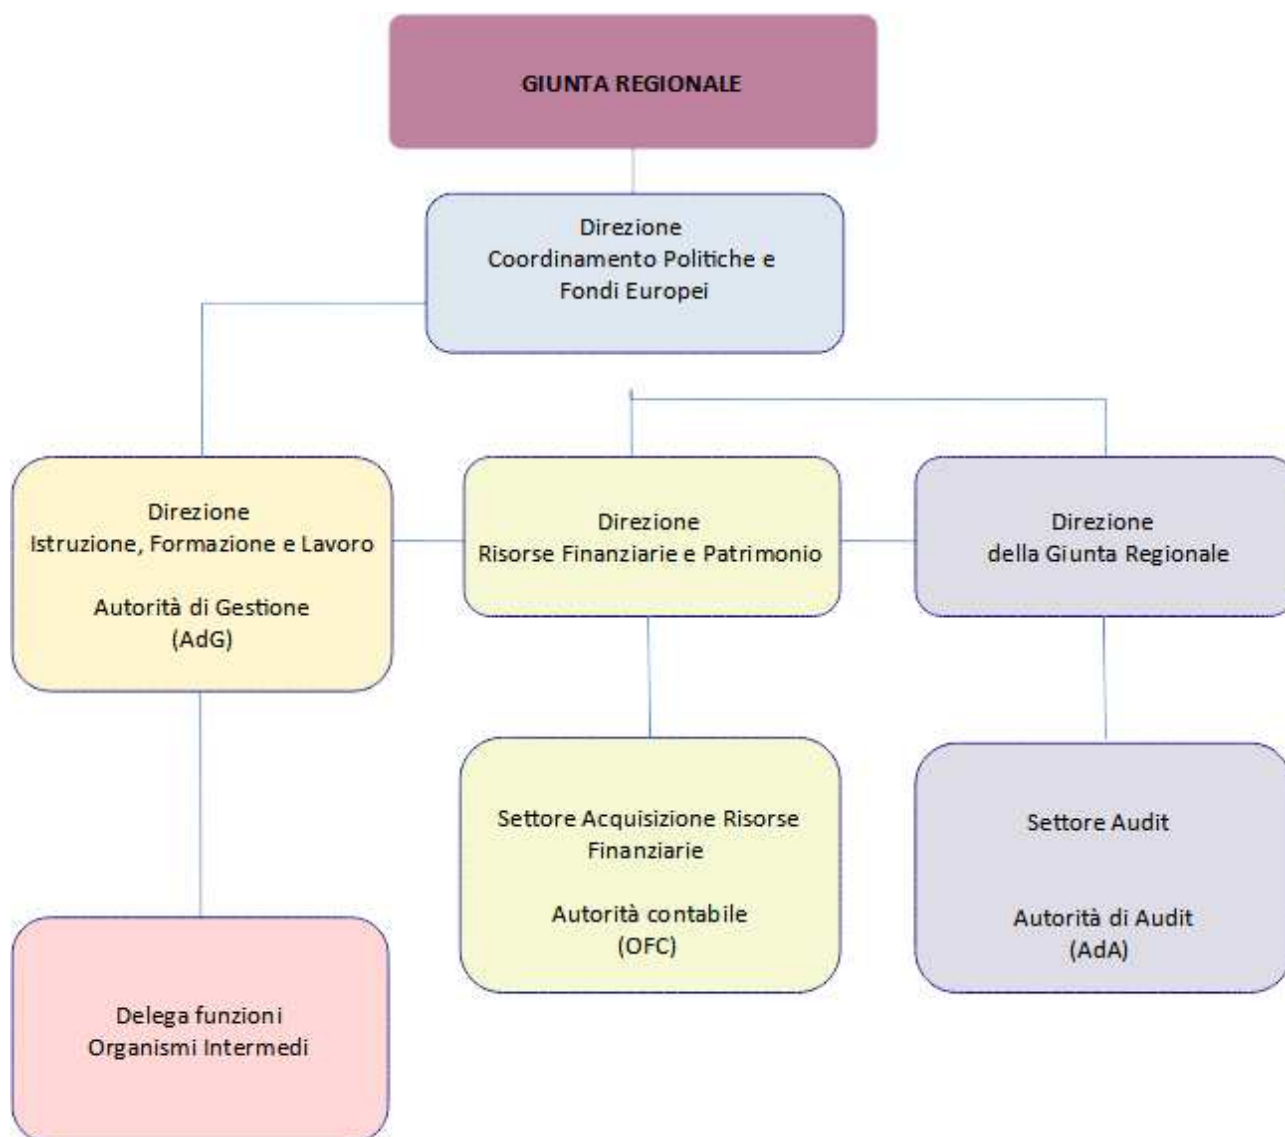 GIUNTA REGIONALE
Direzione
Coordinamento Politiche e
Fondi Europei
Direzione
Istruzione, Formazione e Lavoro
Autorità di Gestione
(AdG)
Direzione
Risorse Finanziarie e Patrimonio
Direzione
della Giunta Regionale
Settore Acquisizione Risorse
Finanziarie
Autorità contabile
(OFC)
Settore Audit
Autorità di Audit
(AdA)
Delega funzioni
Organismi Intermedi